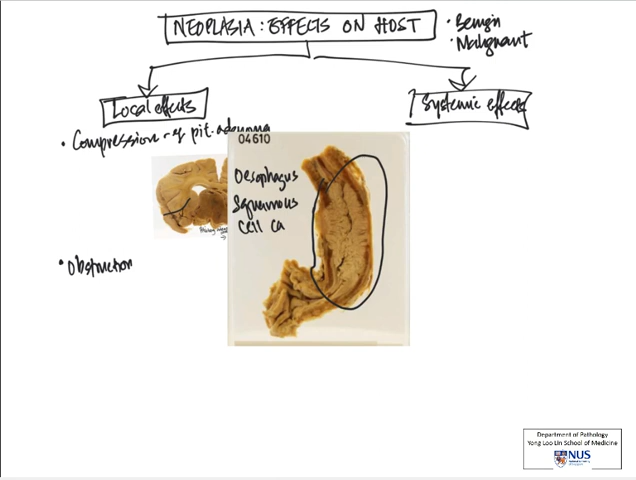 NEOPLASIA : EFFECTS ON HOST
• Benign
• Malignant
Local effects
Systemic effects
• Compression eg pit. adenoma
04610
Oesophagus
Squamous
Cell Ca
• Obstruction
Department of Pathology
Yong Loo Lin School of Medicine
NUS